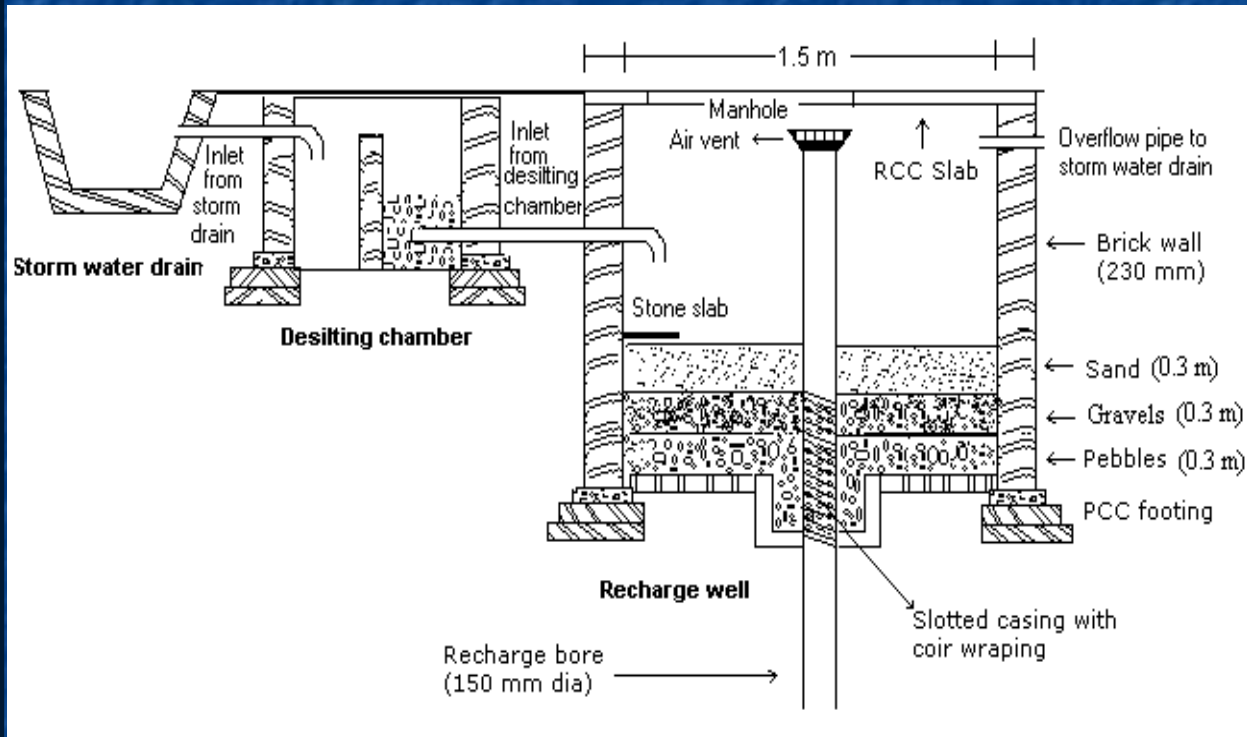 1.5 m
Manhole
Air vent
RCC Slab
Overflow pipe to
storm water drain
Inlet
from
storm
drain
Inlet
from
desilting
chamber
Brick wall
(230 mm)
Storm water drain
Stone slab
Desilting chamber
Sand (0.3 m)
Gravels (0.3 m)
Pebbles (0.3 m)
PCC footing
Recharge well
Slotted casing with
coir wraping
Recharge bore
(150 mm dia)